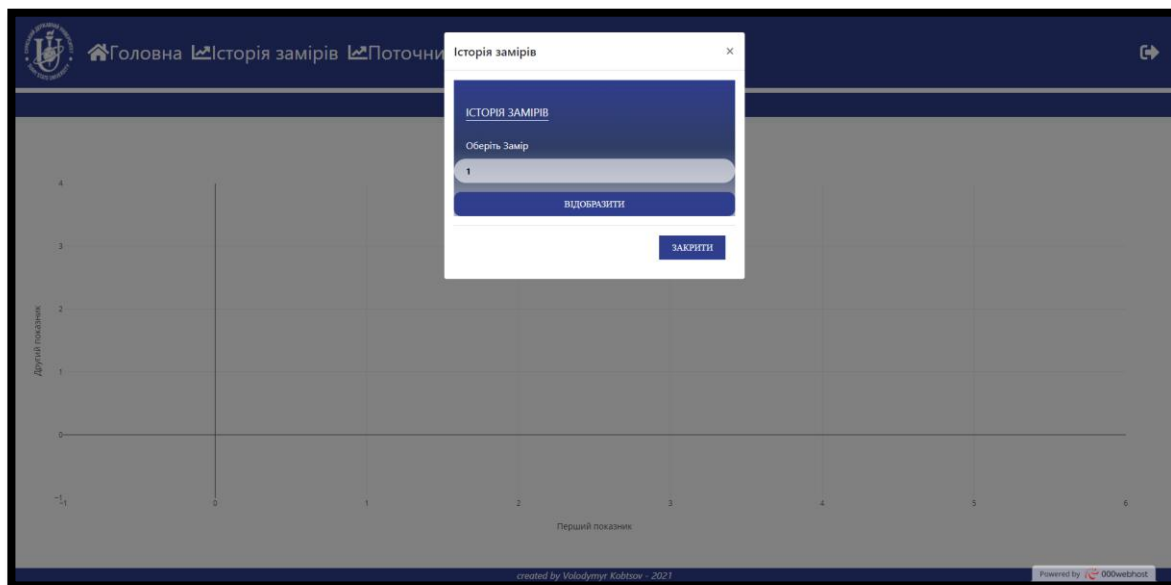 Головна Історія замірів Поточни
Історія замірів ×
ІСТОРІЯ ЗАМІРІВ
Оберіть Замір
1
ВІДОБРАЗИТИ
ЗАКРИТИ
4
3
2
1
0
−1
Другий показник
−1 0 1 2 3 4 5 6
Перший показник
created by Volodymyr Kobtsov - 2021
Powered by 000webhost